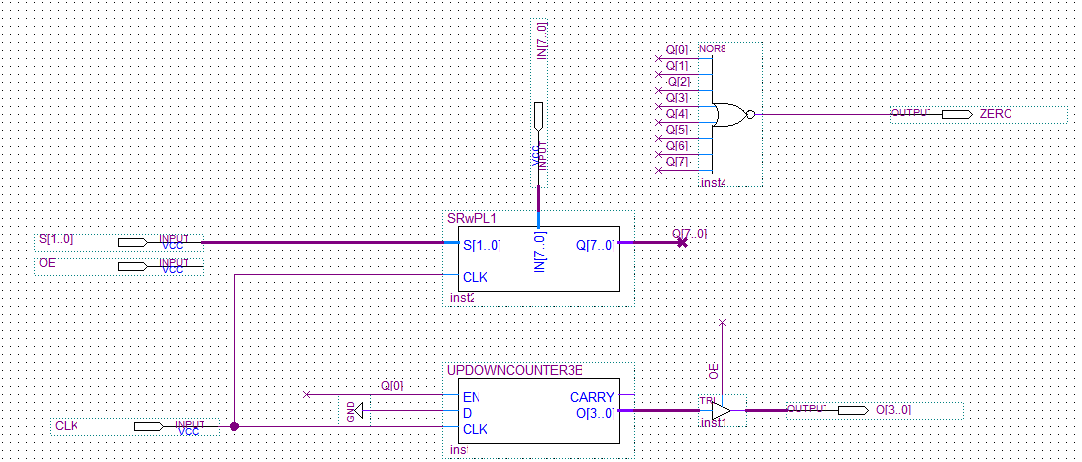 IN[7..0]
VCC
INPUT
Q[0]
Q[1]
Q[2]
Q[3]
Q[4]
Q[5]
Q[6]
Q[7]
NOR8
inst4
OUTPUT
ZERO
S[1..0]
INPUT
VCC
OE
INPUT
VCC
SRwPL1
S[1..0]
IN[7..0]
Q[7..0]
CLK
inst2
Q[7..0]
UPDOWNCOUNTER3E
Q[0]
GND
EN
CARRY
D
O[3..0]
CLK
inst
CLK
INPUT
VCC
OE
TRI
inst1
OUTPUT
O[3..0]